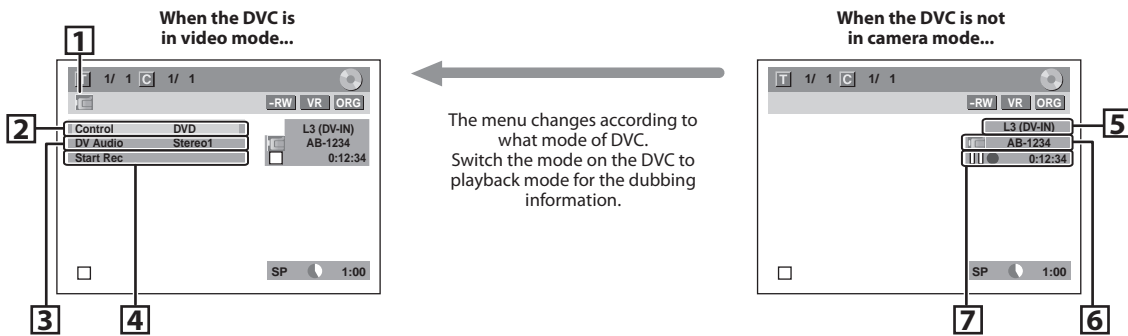 When the DVC is
in video mode...
1
T 1/ 1 C 1/ 1
-RW VR ORG
2
Control DVD
DV Audio Stereo1
Start Rec
L3 (DV-IN)
AB-1234
0:12:34
SP 1:00
3
4
The menu changes according to
what mode of DVC.
Switch the mode on the DVC to
playback mode for the dubbing
information.
When the DVC is not
in camera mode...
T 1/ 1 C 1/ 1
-RW VR ORG
L3 (DV-IN)
5
AB-1234
0:12:34
SP 1:00
7
6